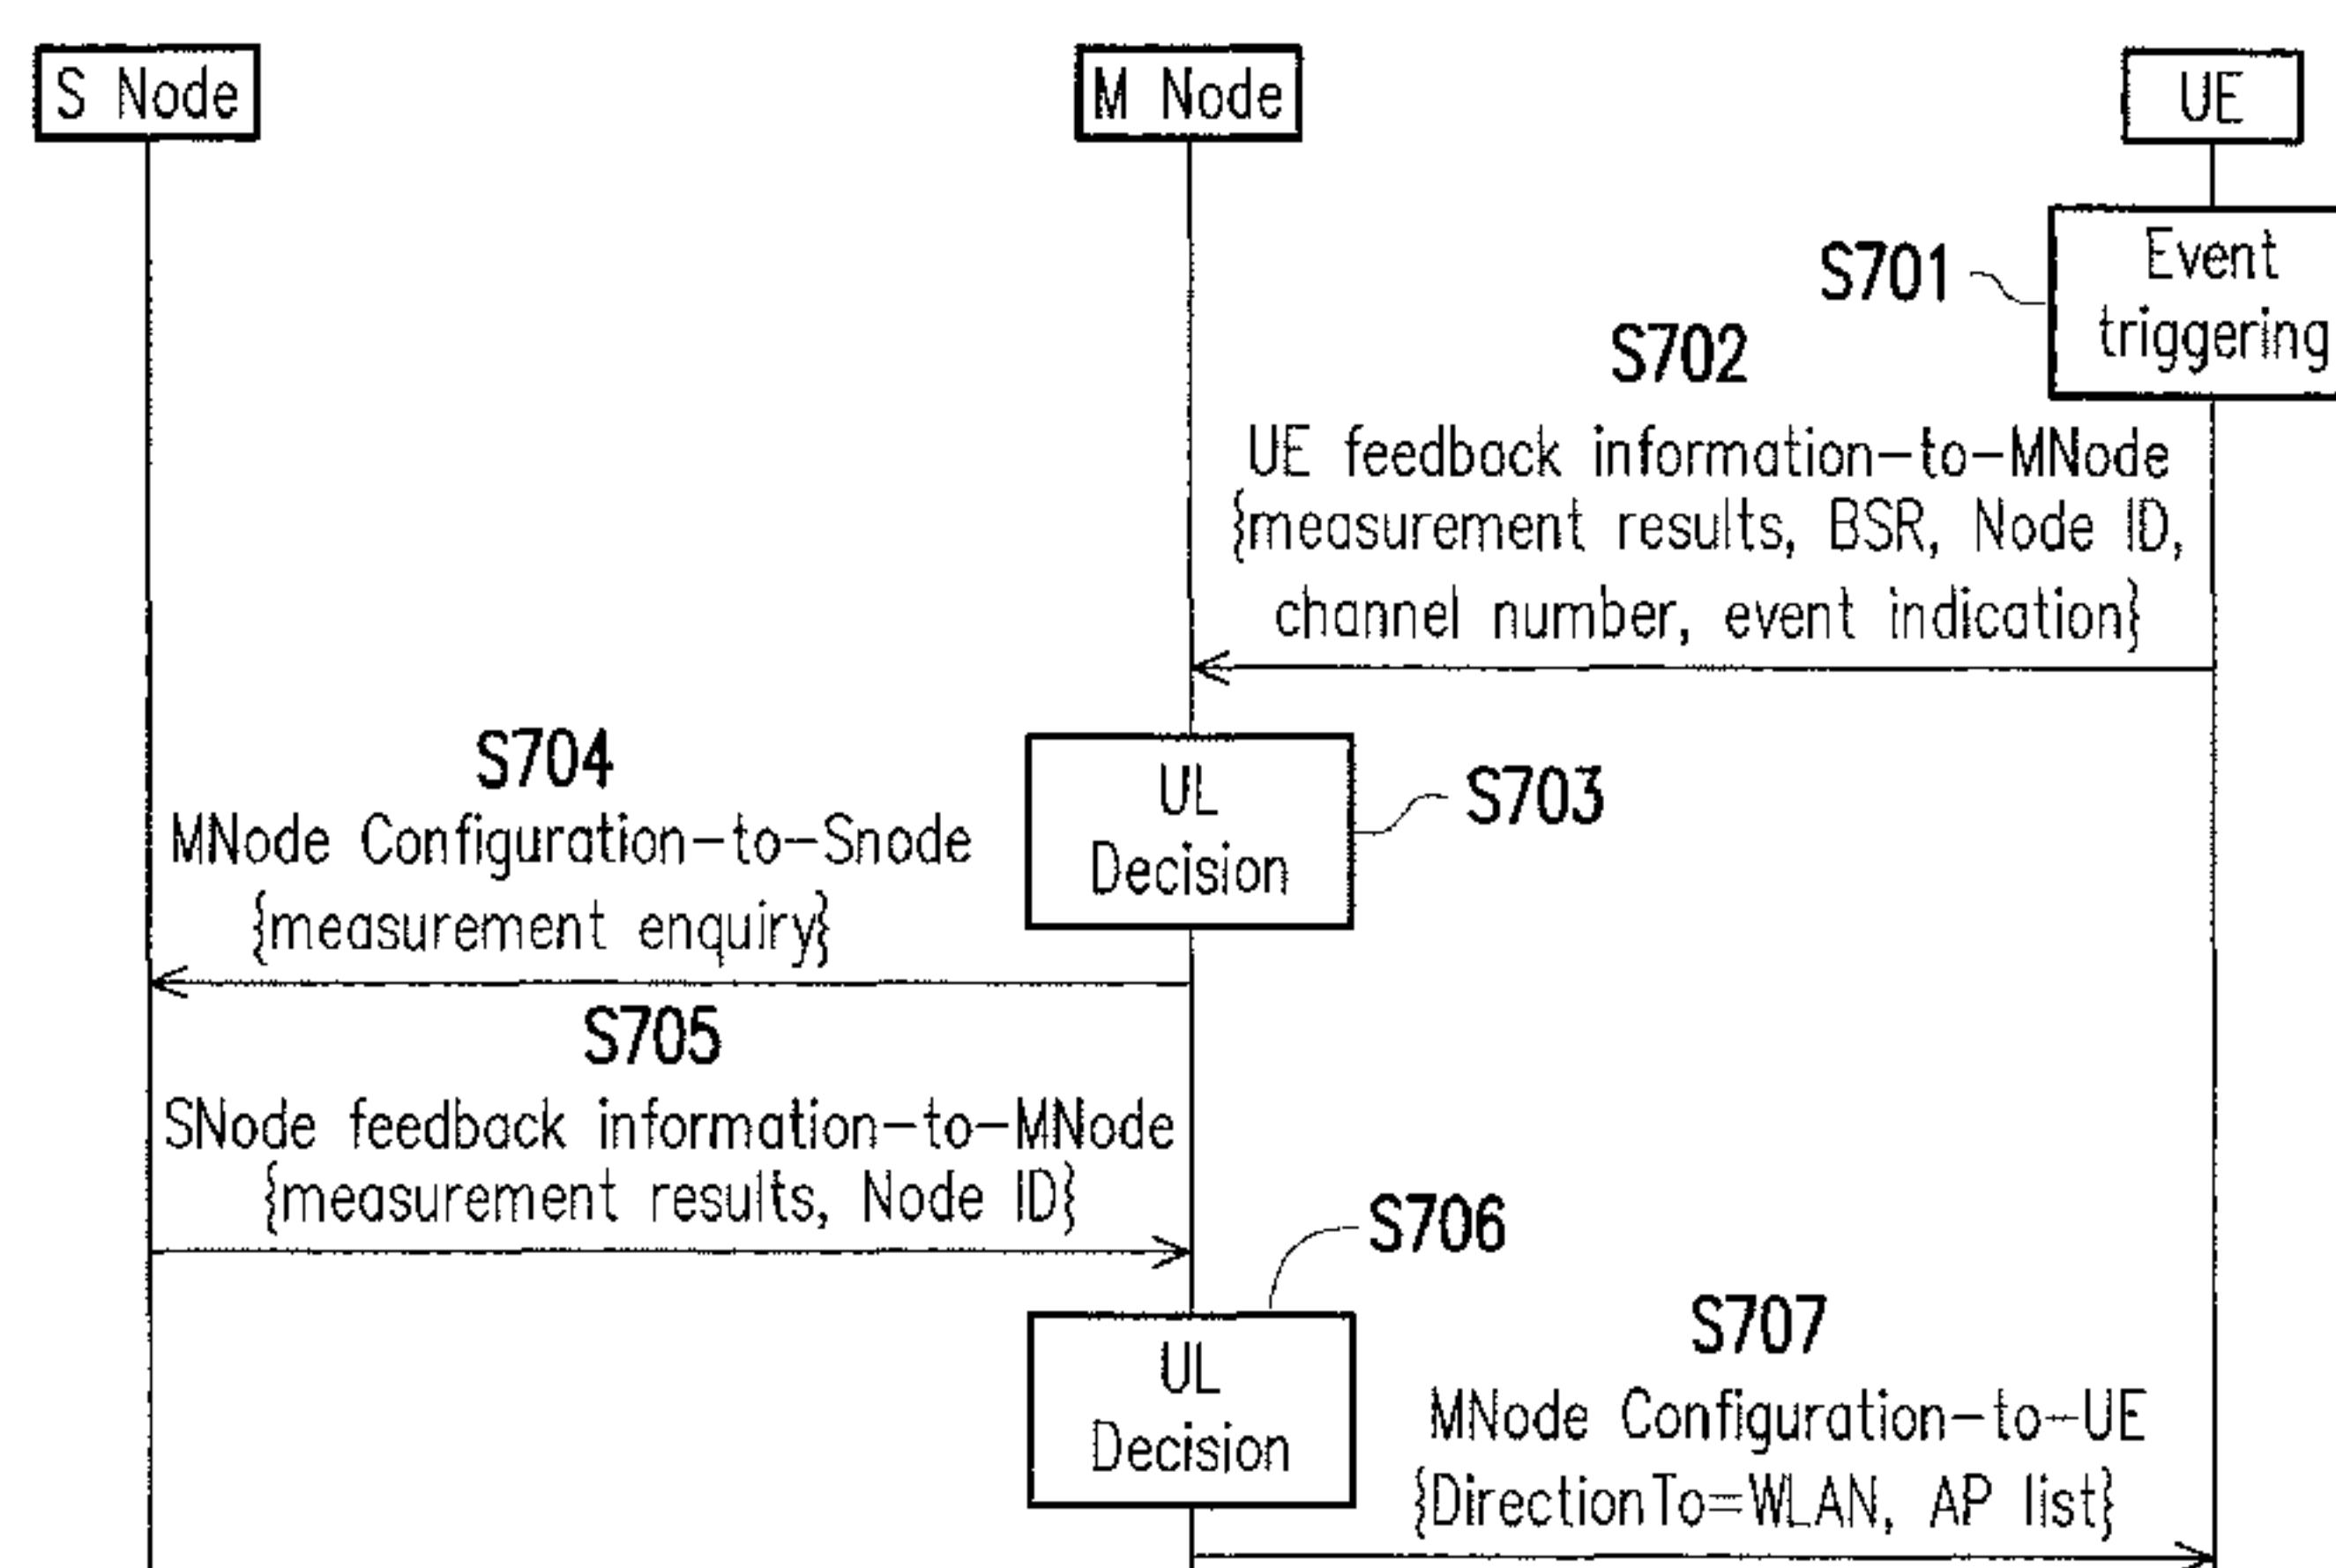 S Node
M Node
UE
S701
Event
triggering
S702
UE feedback information-to-MNode
{measurement results, BSR, Node ID,
channel number, event indication}
UL
Decision
S703
S704
MNode Configuration-to-Snode
{measurement enquiry}
S705
SNode feedback information-to-MNode
{measurement results, Node ID}
S706
UL
Decision
S707
MNode Configuration-to-UE
{DirectionTo=WLAN, AP list}